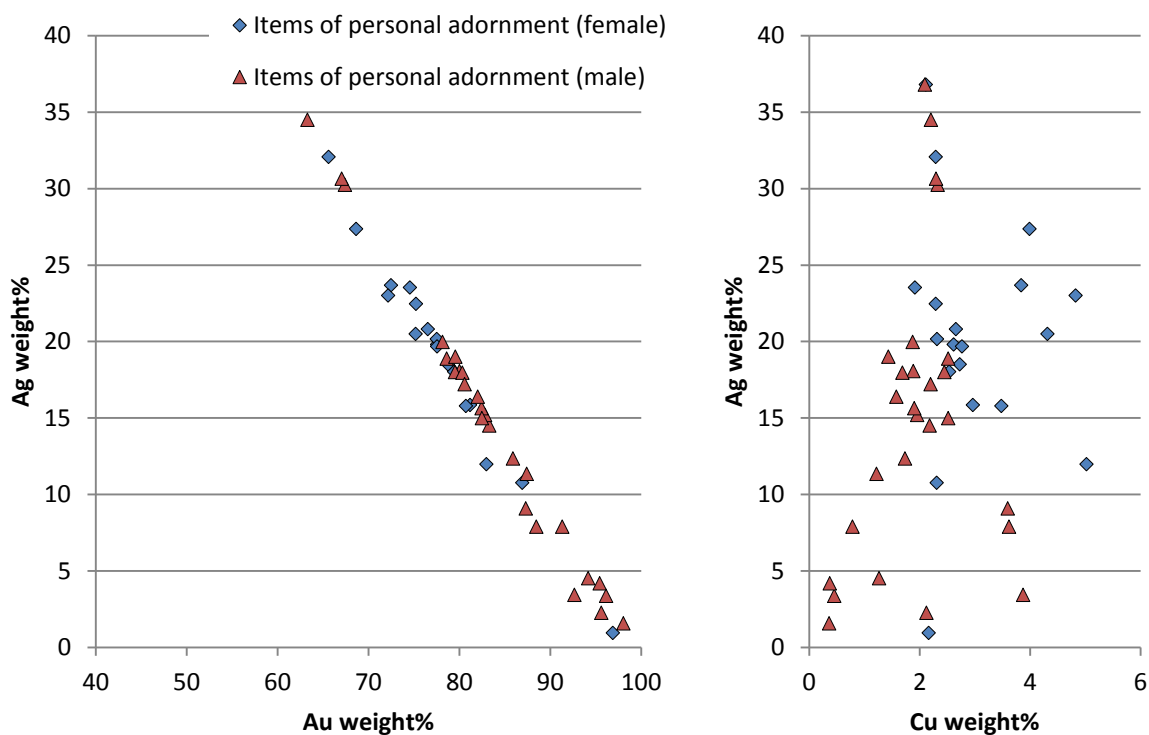 Items of personal adornment (female)
Items of personal adornment (male)
40
35
30
25
20
15
10
5
0
Ag weight%
40 50 60 70 80 90 100
Au weight%
40
35
30
25
20
15
10
5
0
Ag weight%
0 2 4 6
Cu weight%